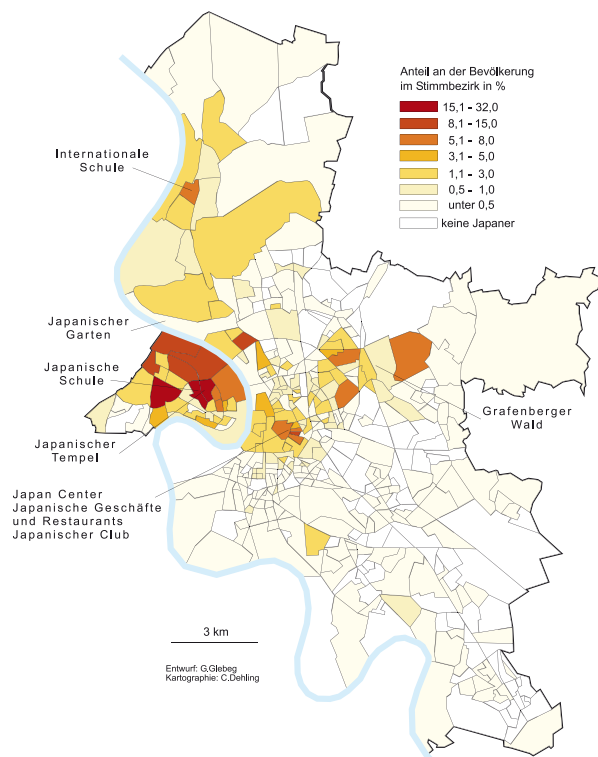 Anteil an der Bevölkerung
im Stimmbezirk in %
15,1 - 32,0
8,1 - 15,0
5,1 - 8,0
3,1 - 5,0
1,1 - 3,0
0,5 - 1,0
unter 0,5
keine Japaner
Internationale
Schule
Japanischer
Garten
Japanische
Schule
Japanischer
Tempel
Grafenberger
Wald
Japan Center
Japanische Geschäfte
und Restaurants
Japanischer Club
3 km
Entwurf: G,Glebeg
Kartographie: C.Dehling